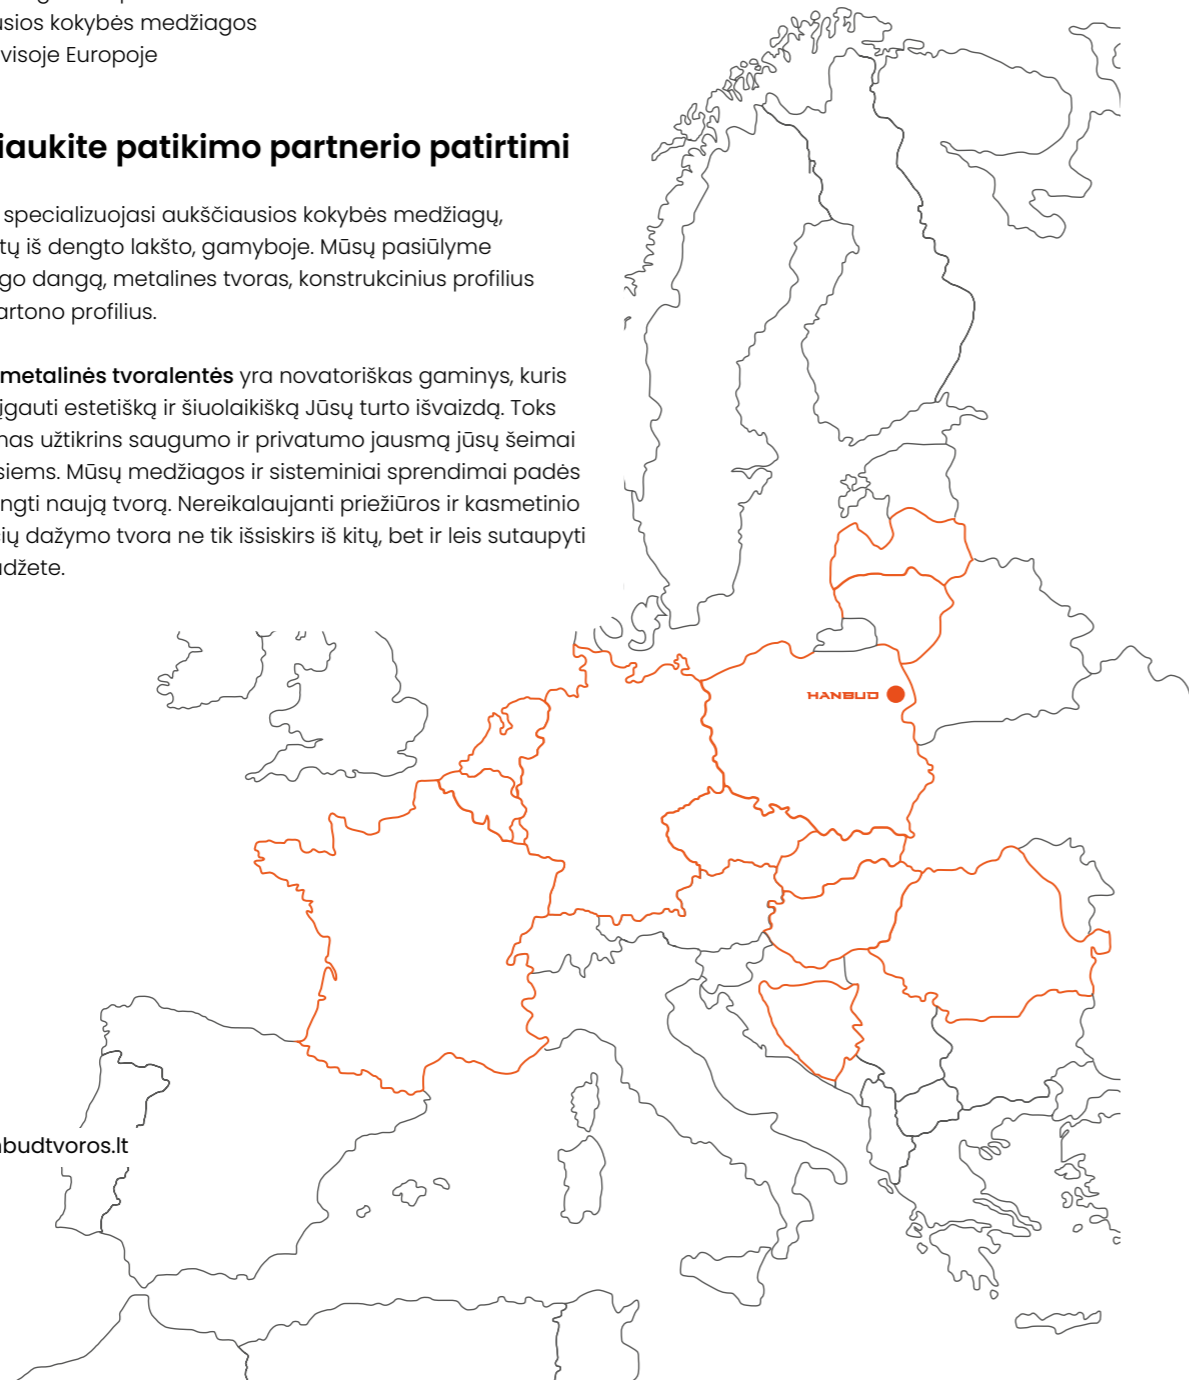 usios kokybės medžiagos
visoje Europoje
iaukite patikimo partnerio patirtimi
specializuojasi aukščiausios kokybės medžiagų,
tų iš dengto lakšto, gamyboje. Mūsų pasiūlyme
go dangą, metalines tvoras, konstrukcinius profilius
artono profilius.
metalinės tvoralentės yra novatoriškas gaminys, kuris
įgauti estetišką ir šiuolaikišką Jūsų turto išvaizdą. Toks
nas užtikrins saugumo ir privatumo jausmą jūsų šeimai
siems. Mūsų medžiagos ir sisteminiai sprendimai padės
ngti naują tvorą. Nereikalaujanti priežiūros ir kasmetinio
ių dažymo tvora ne tik išsiskirs iš kitų, bet ir leis sutaupyti
udžete.
HANBUD
budtvoros.lt